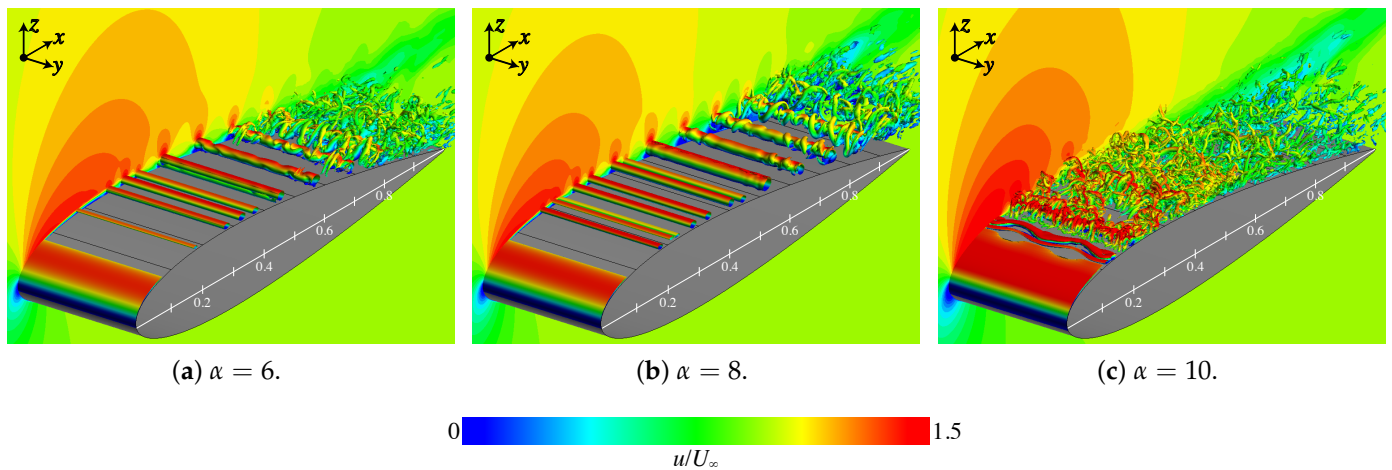 z x y
0.2 0.4 0.6 0.8
z x y
0.2 0.4 0.6 0.8
z x y
0.2 0.4 0.6 0.8
(a) α = 6.
(b) α = 8.
(c) α = 10.
0 1.5
u/U∞